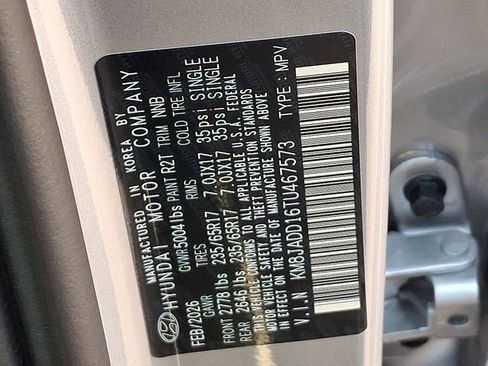 MANUFACTURED IN KOREA BY
HYUNDAI MOTOR COMPANY
FEB/2026 GVWR 5004 lbs PAINT R2T TRIM NNB
GAWR TIRES RIMS COLD TIRE INFL
FRONT 2778 lbs 235/65R17 7.0JX17 35psi SINGLE
REAR 2646 lbs 235/65R17 7.0JX17 35psi SINGLE
THIS VEHICLE CONFORMS TO ALL APPLICABLE U.S.A. FEDERAL
MOTOR VEHICLE SAFETY, BUMPER AND THEFT PREVENTION STANDARDS
IN EFFECT ON THE DATE OF MANUFACTURE SHOWN ABOVE
V.I.N KM8JADD16TU467573 TYPE : MPV